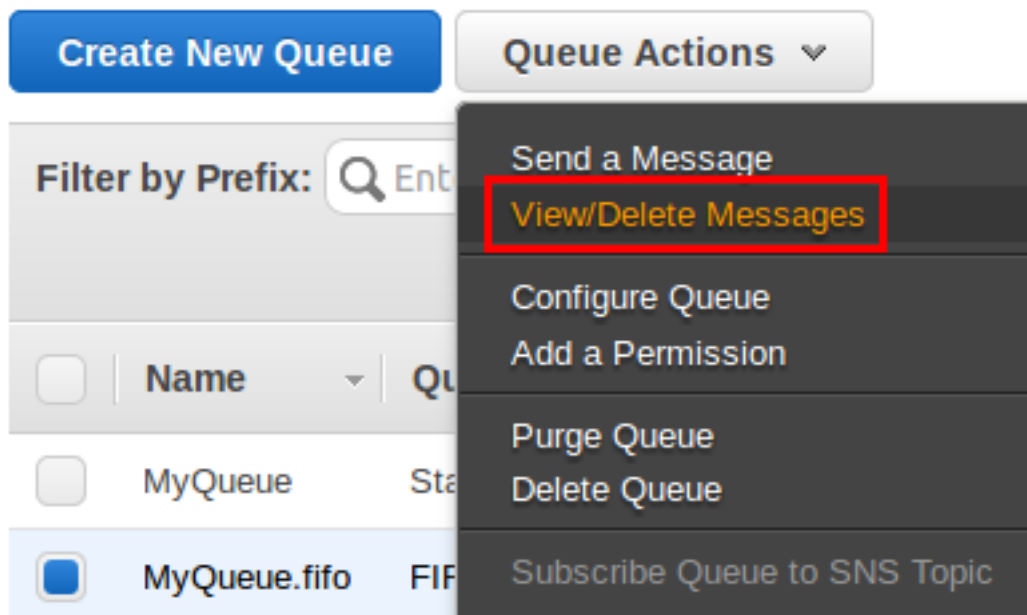 Create New Queue
Queue Actions
Filter by Prefix:
Send a Message
View/Delete Messages
Configure Queue
Add a Permission
Name
Purge Queue
MyQueue
Delete Queue
MyQueue.fifo
Subscribe Queue to SNS Topic